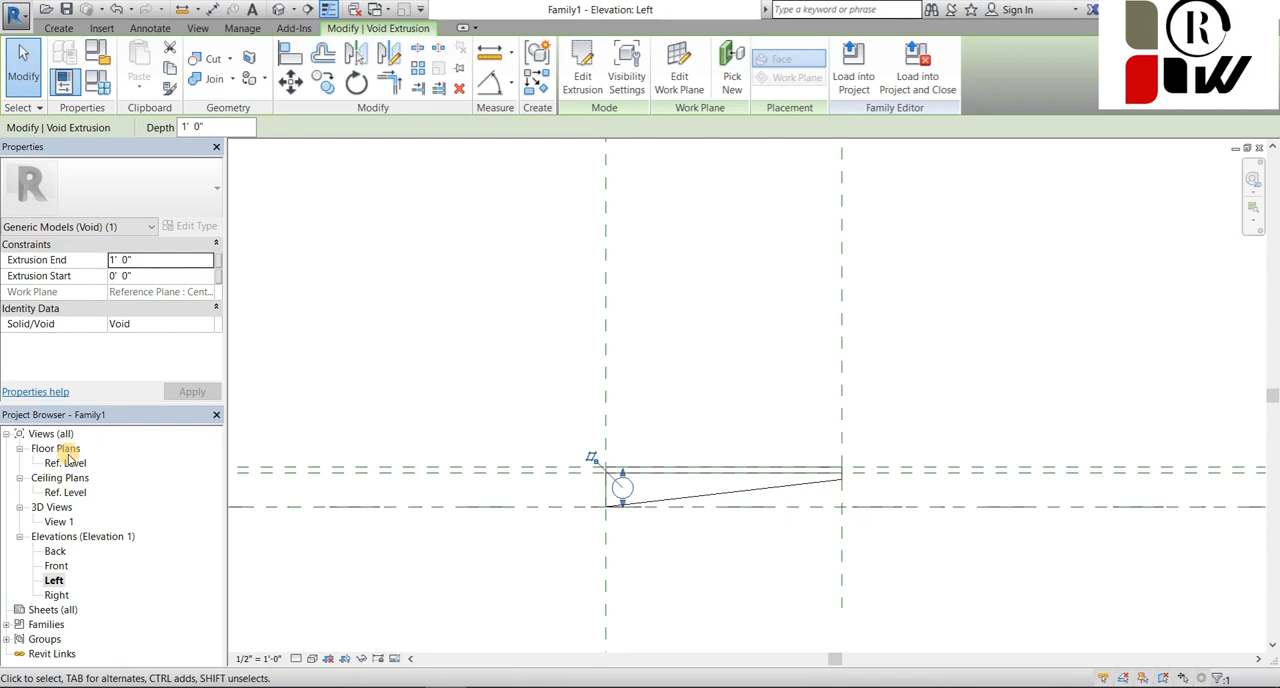 Family1 - Elevation: Left
Type a keyword or phrase
Sign In
Create Insert Annotate View Manage Add-Ins Modify | Void Extrusion
R
Modify
Paste
Cut
Join
Edit Extrusion
Visibility Settings
Edit Work Plane
Pick New
Face
Work Plane
Load into Project
Load into Project and Close
Select
Properties
Clipboard
Geometry
Modify
Measure
Create
Mode
Work Plane
Placement
Family Editor
Modify | Void Extrusion
Depth 1' 0"
Properties
R
Generic Models (Void) (1)
Edit Type
Constraints
Extrusion End 1' 0"
Extrusion Start 0' 0"
Work Plane Reference Plane : Cent...
Identity Data
Solid/Void Void
Properties help
Apply
Project Browser - Family1
Views (all)
Floor Plans
Ref. Level
Ceiling Plans
Ref. Level
3D Views
View 1
Elevations (Elevation 1)
Back
Front
Left
Right
Sheets (all)
Families
Groups
Revit Links
1/2" = 1'-0"
Click to select, TAB for alternates, CTRL adds, SHIFT unselects.
:1